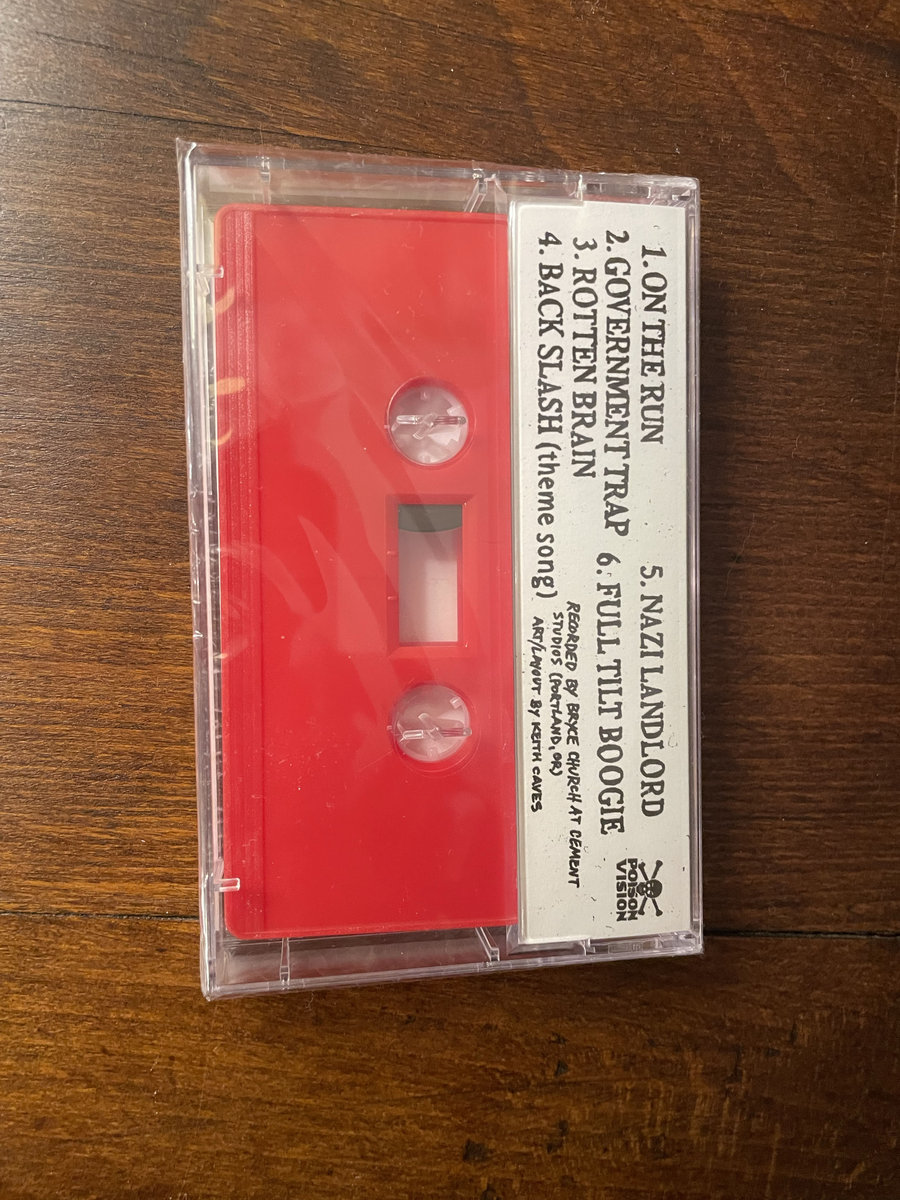 1. ON THE RUN
2. GOVERNMENT TRAP
3. ROTTEN BRAIN
4. BACK SLASH (theme song)
5. NAZI LANDLORD
6. FULL TILT BOOGIE
RECORDED BY BRYCE CHURCH AT CEMENT
STUDIOS (PORTLAND, OR)
ART/LAYOUT BY KEITH CAVES
POISON
VISION